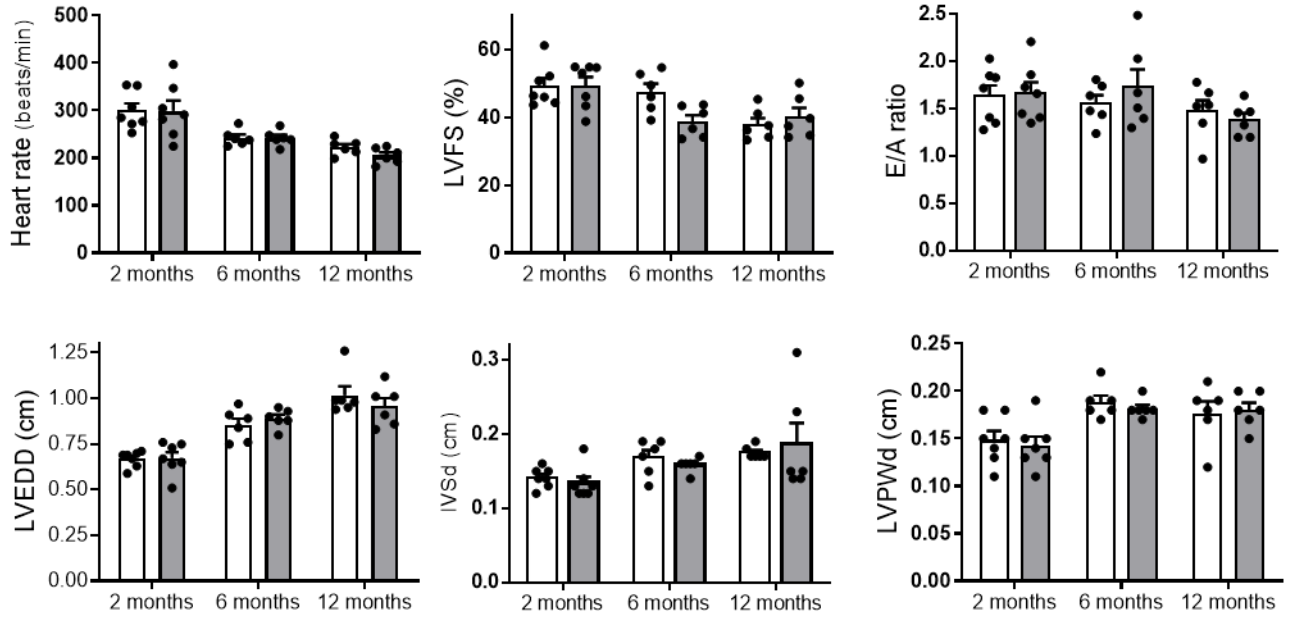 Heart rate (beats/min)
500
400
300
200
100
0
2 months 6 months 12 months
LVFS (%)
60
40
20
0
2 months 6 months 12 months
E/A ratio
2.5
2.0
1.5
1.0
0.5
0.0
2 months 6 months 12 months
LVEDD (cm)
1.25
1.00
0.75
0.50
0.25
0.00
2 months 6 months 12 months
IVSd (cm)
0.3
0.2
0.1
0.0
2 months 6 months 12 months
LVPWd (cm)
0.25
0.20
0.15
0.10
0.05
0.00
2 months 6 months 12 months